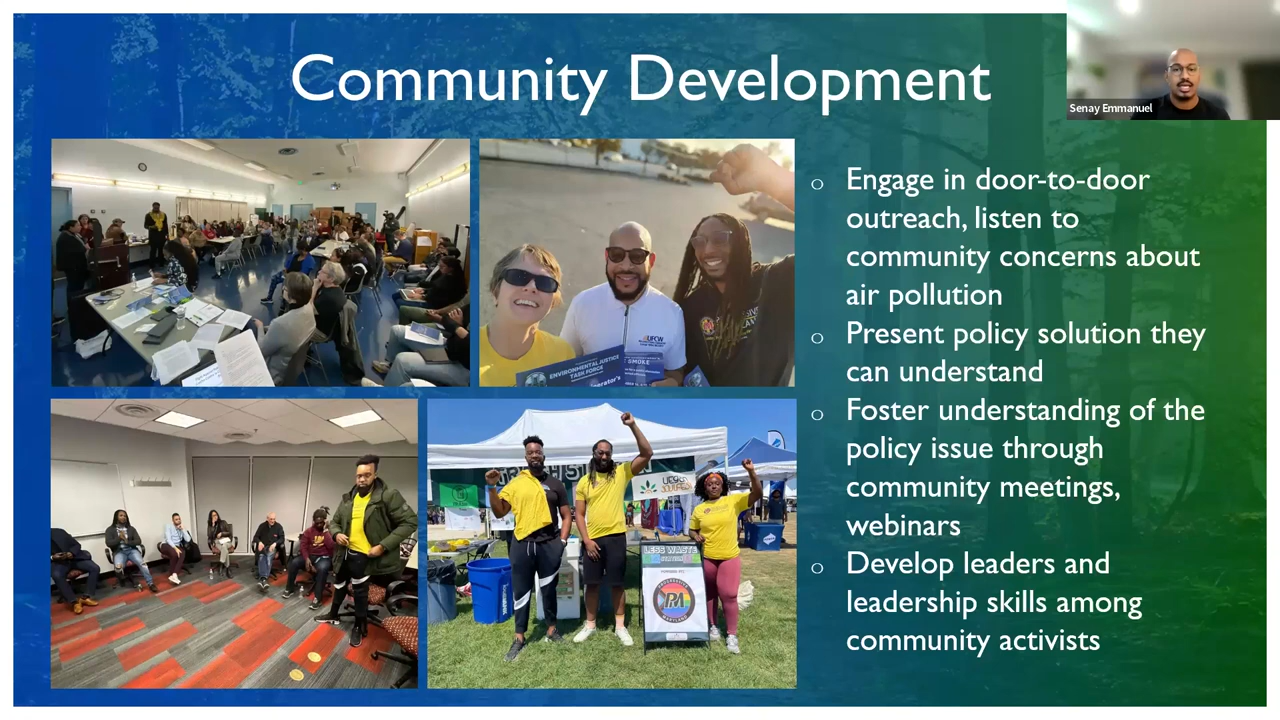 Community Development
Senay Emmanuel
o Engage in door-to-door
outreach, listen to
community concerns about
air pollution
o Present policy solution they
can understand
o Foster understanding of the
policy issue through
community meetings,
webinars
o Develop leaders and
leadership skills among
community activists
UFCW
ENVIRONMENTAL JUSTICE
TASK FORCE
SMOKE
LESS WASTE
PA